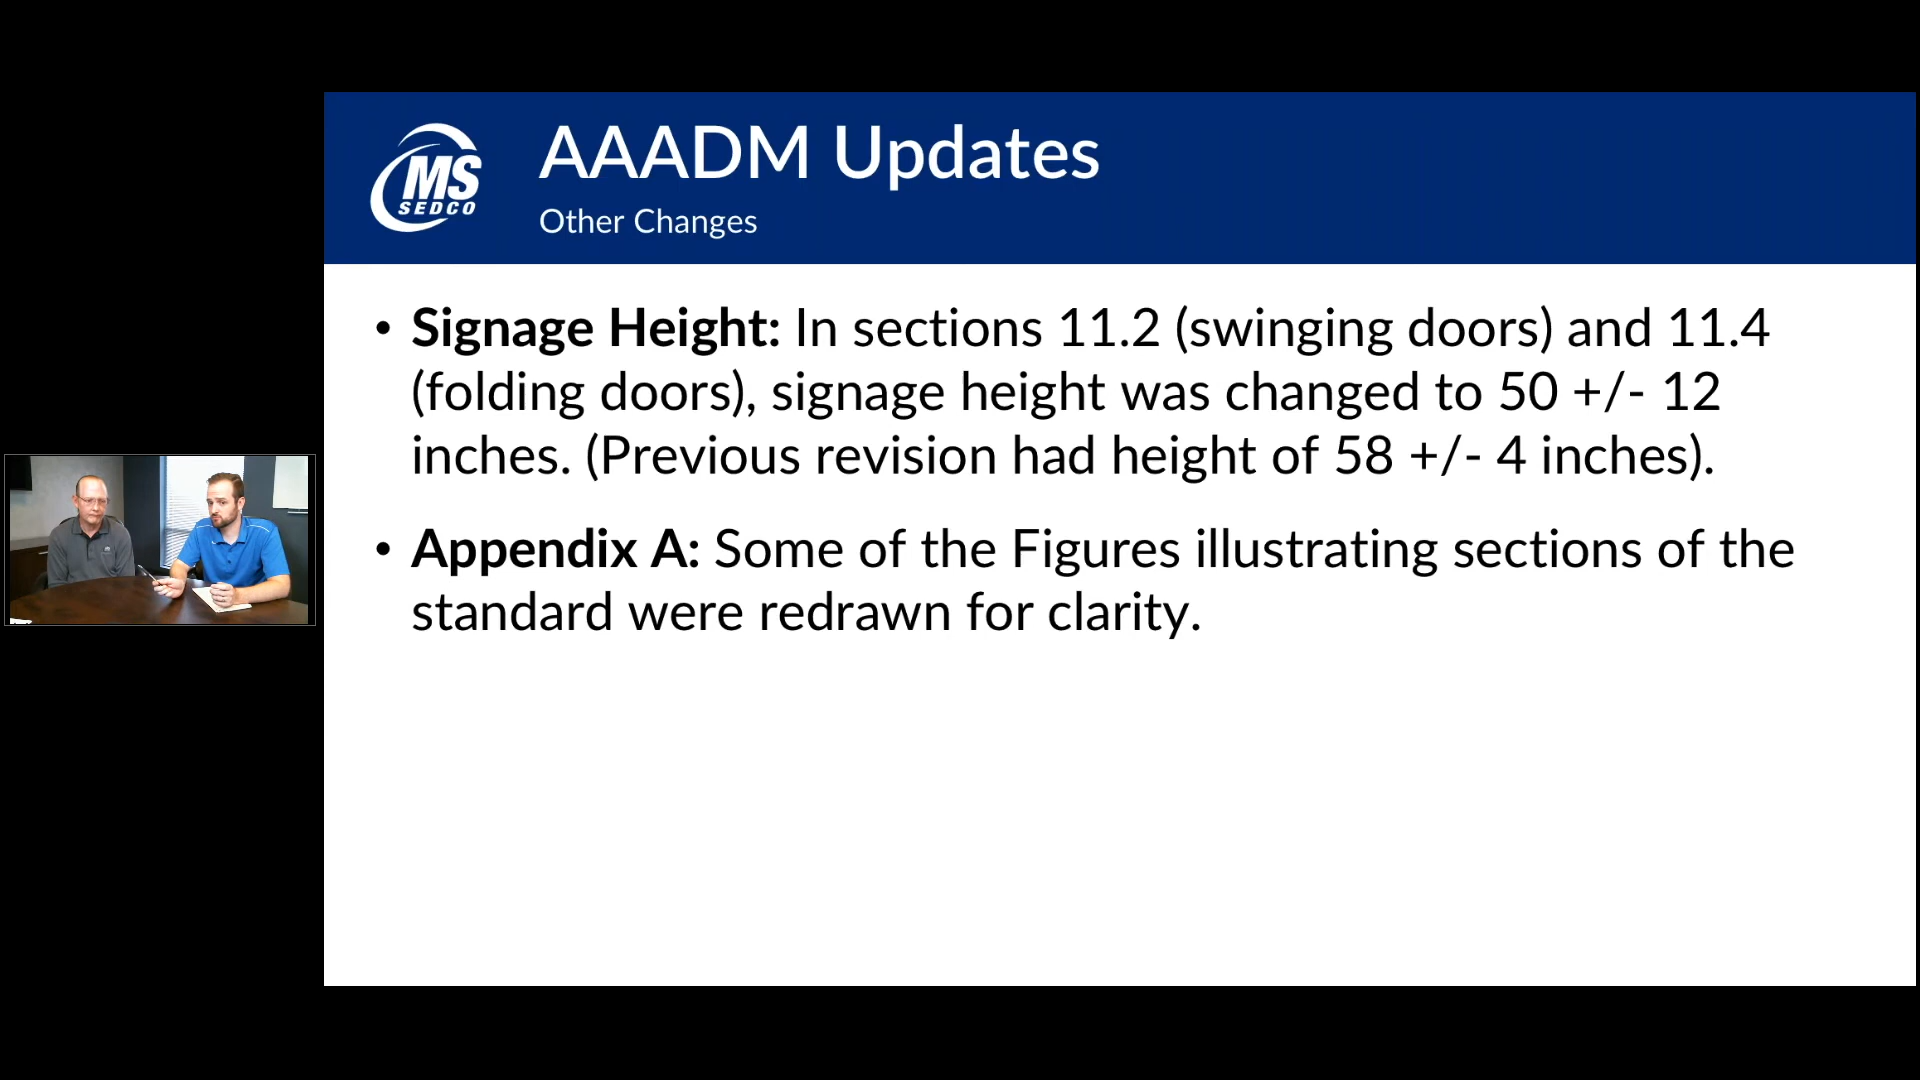 MS
SEDCO
AAADM Updates
Other Changes
• Signage Height: In sections 11.2 (swinging doors) and 11.4
(folding doors), signage height was changed to 50 +/- 12
inches. (Previous revision had height of 58 +/- 4 inches).
• Appendix A: Some of the Figures illustrating sections of the
standard were redrawn for clarity.